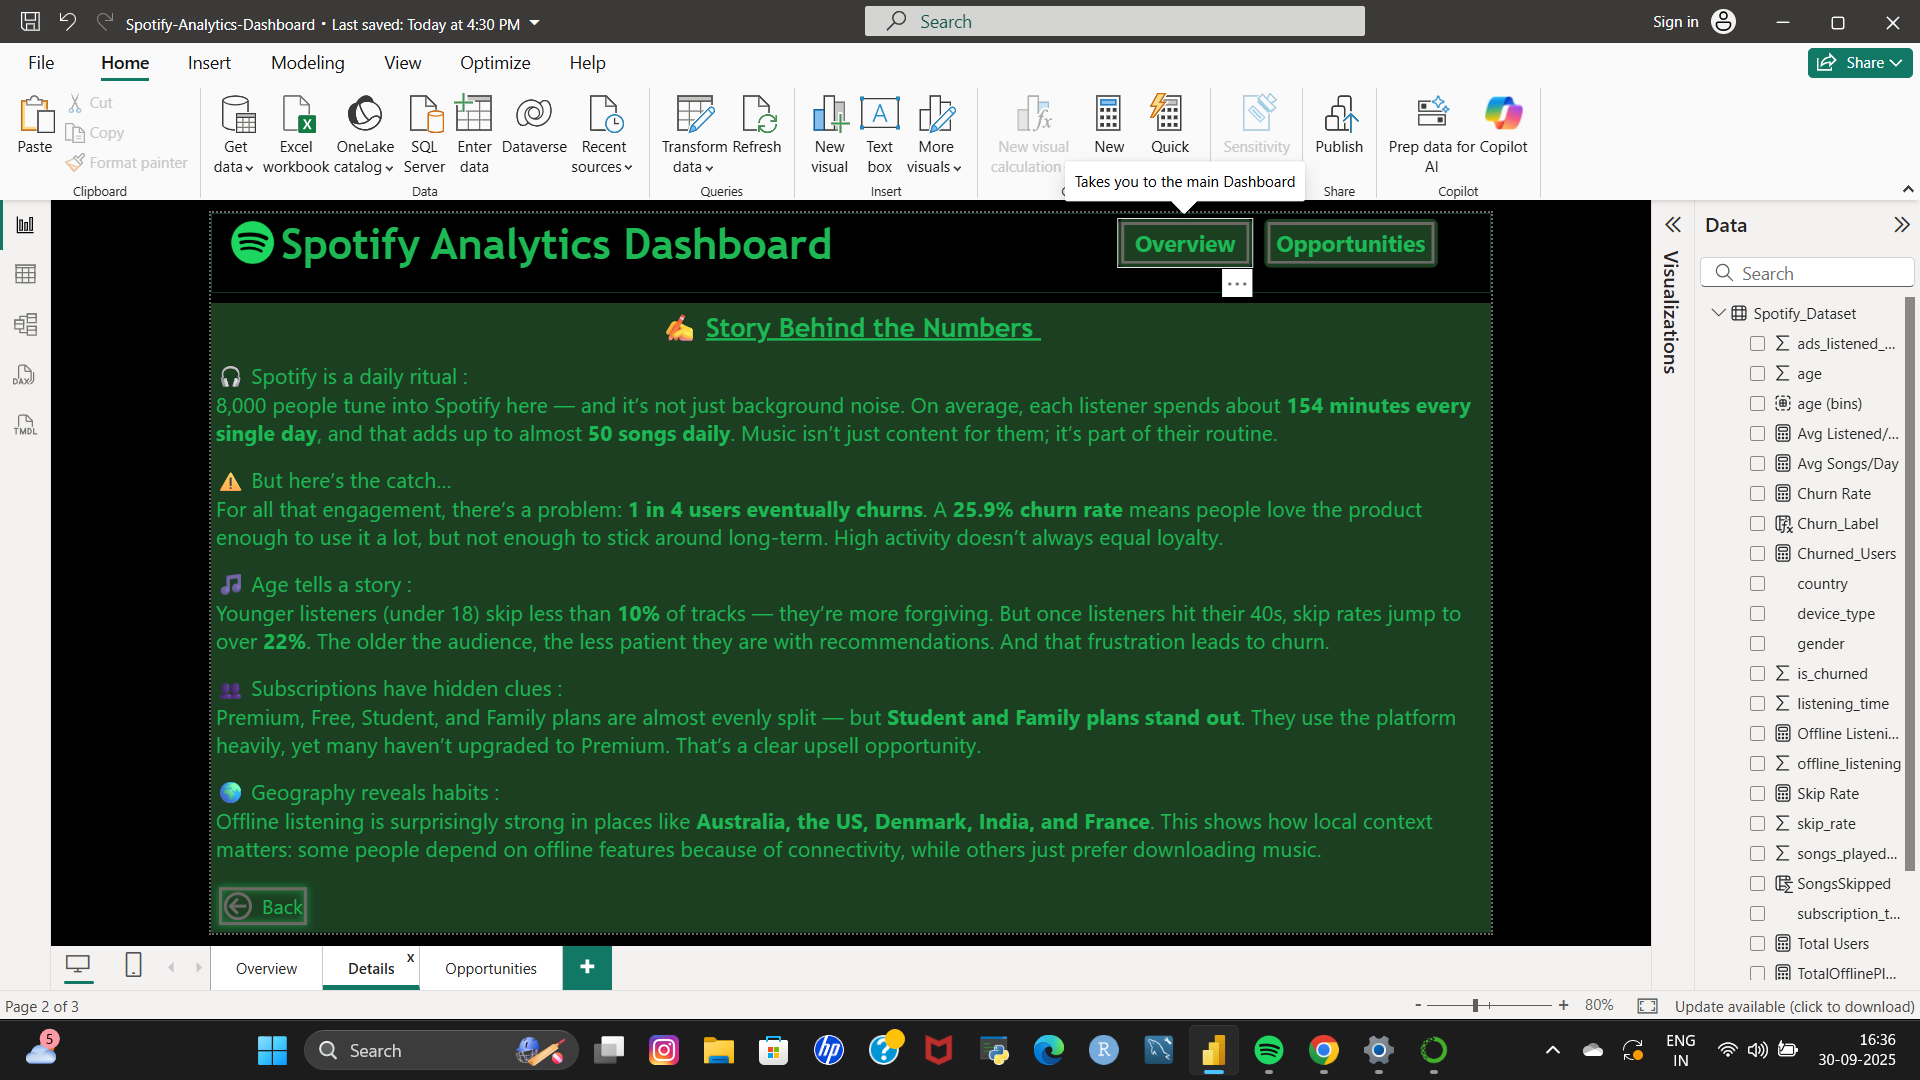 Spotify-Analytics-Dashboard • Last saved: Today at 4:30 PM
Search
Sign in
File
Home
Insert
Modeling
View
Optimize
Help
Share
Paste
Cut
Copy
Format painter
Clipboard
Get data
Excel workbook
OneLake catalog
SQL Server
Enter data
Dataverse
Recent sources
Data
Transform data
Refresh
Queries
New visual
Text box
More visuals
Insert
New visual calculation
New
Quick
Takes you to the main Dashboard
Sensitivity
Publish
Share
Prep data for AI
Copilot
Copilot
Spotify Analytics Dashboard
Overview
Opportunities
✍ Story Behind the Numbers
🎧 Spotify is a daily ritual :
8,000 people tune into Spotify here — and it’s not just background noise. On average, each listener spends about 154 minutes every
single day, and that adds up to almost 50 songs daily. Music isn’t just content for them; it’s part of their routine.
⚠ But here’s the catch...
For all that engagement, there’s a problem: 1 in 4 users eventually churns. A 25.9% churn rate means people love the product
enough to use it a lot, but not enough to stick around long-term. High activity doesn’t always equal loyalty.
🎵 Age tells a story :
Younger listeners (under 18) skip less than 10% of tracks — they’re more forgiving. But once listeners hit their 40s, skip rates jump to
over 22%. The older the audience, the less patient they are with recommendations. And that frustration leads to churn.
👥 Subscriptions have hidden clues :
Premium, Free, Student, and Family plans are almost evenly split — but Student and Family plans stand out. They use the platform
heavily, yet many haven’t upgraded to Premium. That’s a clear upsell opportunity.
🌍 Geography reveals habits :
Offline listening is surprisingly strong in places like Australia, the US, Denmark, India, and France. This shows how local context
matters: some people depend on offline features because of connectivity, while others just prefer downloading music.
Back
Visualizations
Data
Search
Spotify_Dataset
ads_listened_...
age
age (bins)
Avg Listened/...
Avg Songs/Day
Churn Rate
Churn_Label
Churned_Users
country
device_type
gender
is_churned
listening_time
Offline Listeni...
offline_listening
Skip Rate
skip_rate
songs_played...
SongsSkipped
subscription_t...
Total Users
TotalOfflinePl...
DAX
TMDL
Overview
Details x
Opportunities
+
Page 2 of 3
- + 80%
Update available (click to download)
5
Search
hp
R
ENG
IN
16:36
30-09-2025